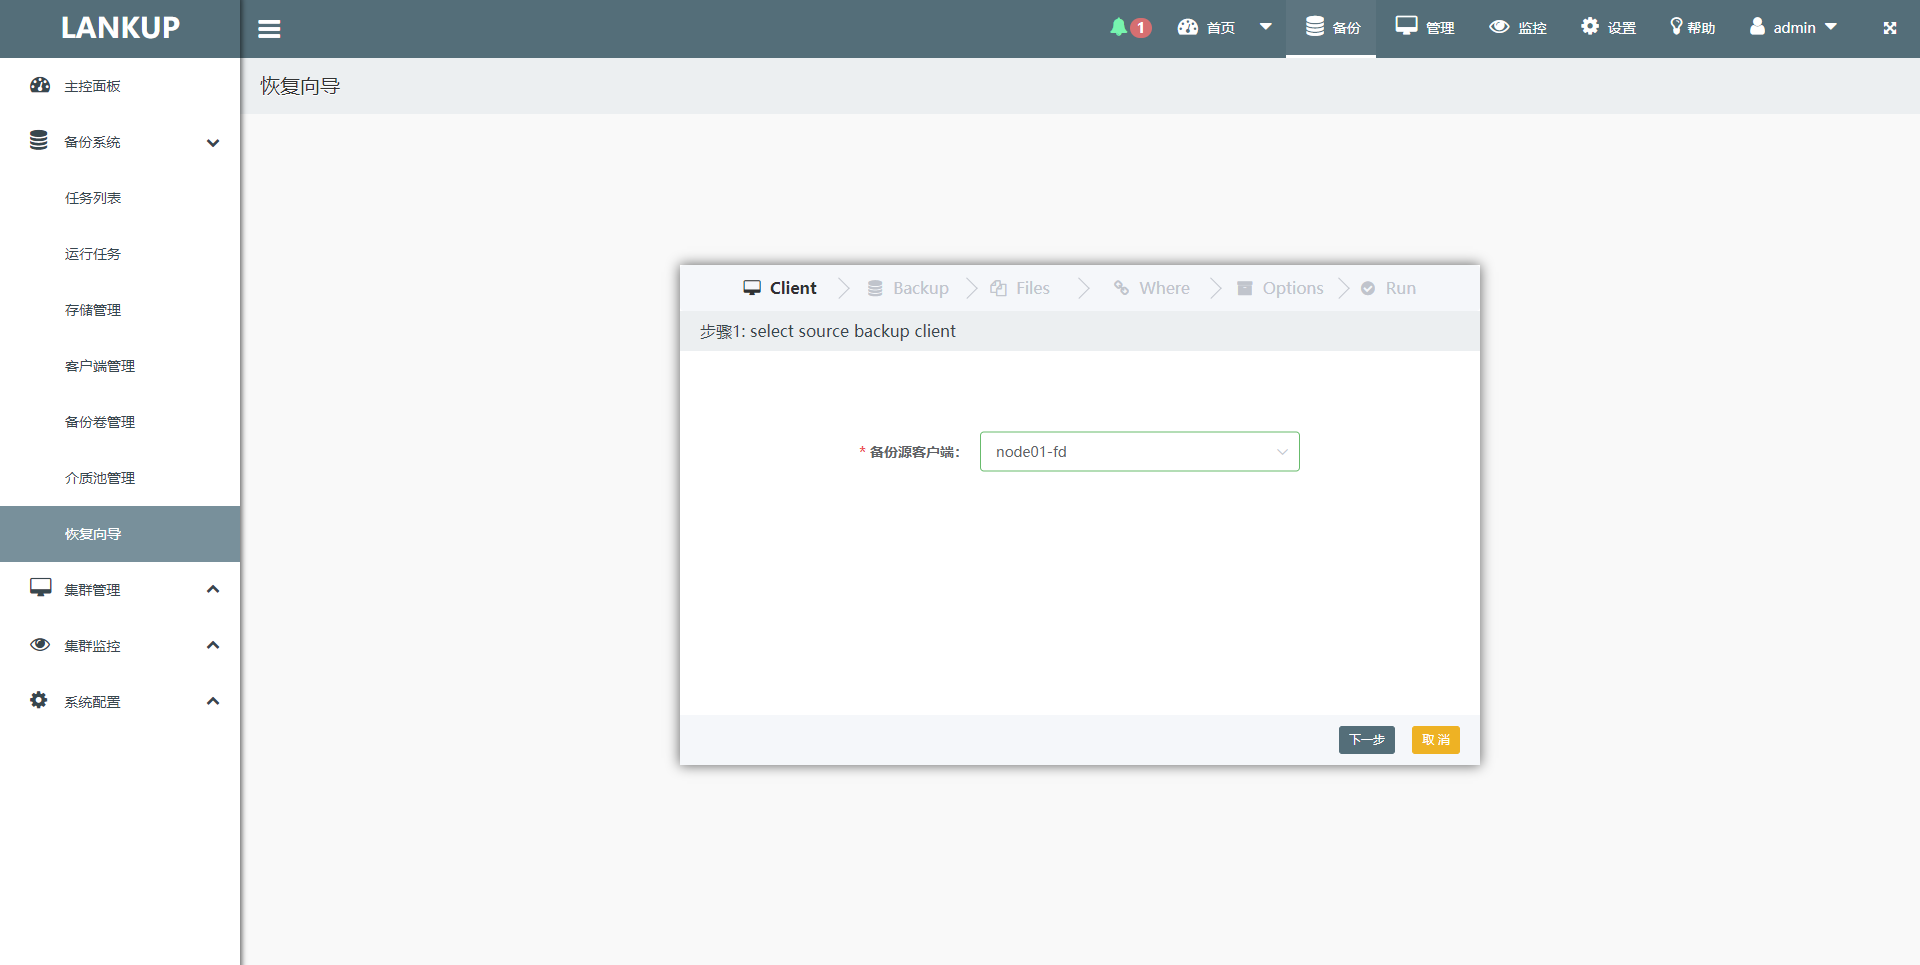 LANKUP
1
首页
备份
管理
监控
设置
帮助
admin
主控面板
备份系统
任务列表
运行任务
存储管理
客户端管理
备份卷管理
介质池管理
恢复向导
集群管理
集群监控
系统配置
恢复向导
Client
Backup
Files
Where
Options
Run
步骤1: select source backup client
* 备份源客户端：
node01-fd
下一步
取 消